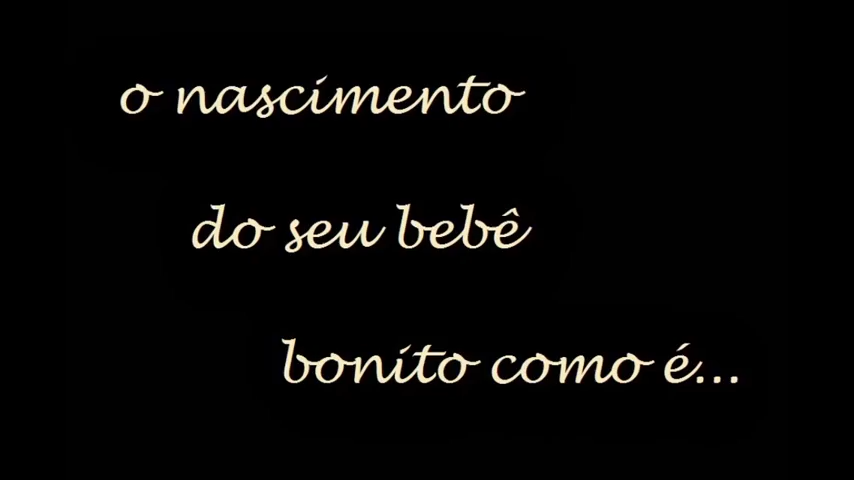 o nascimento
do seu bebê
bonito como é...